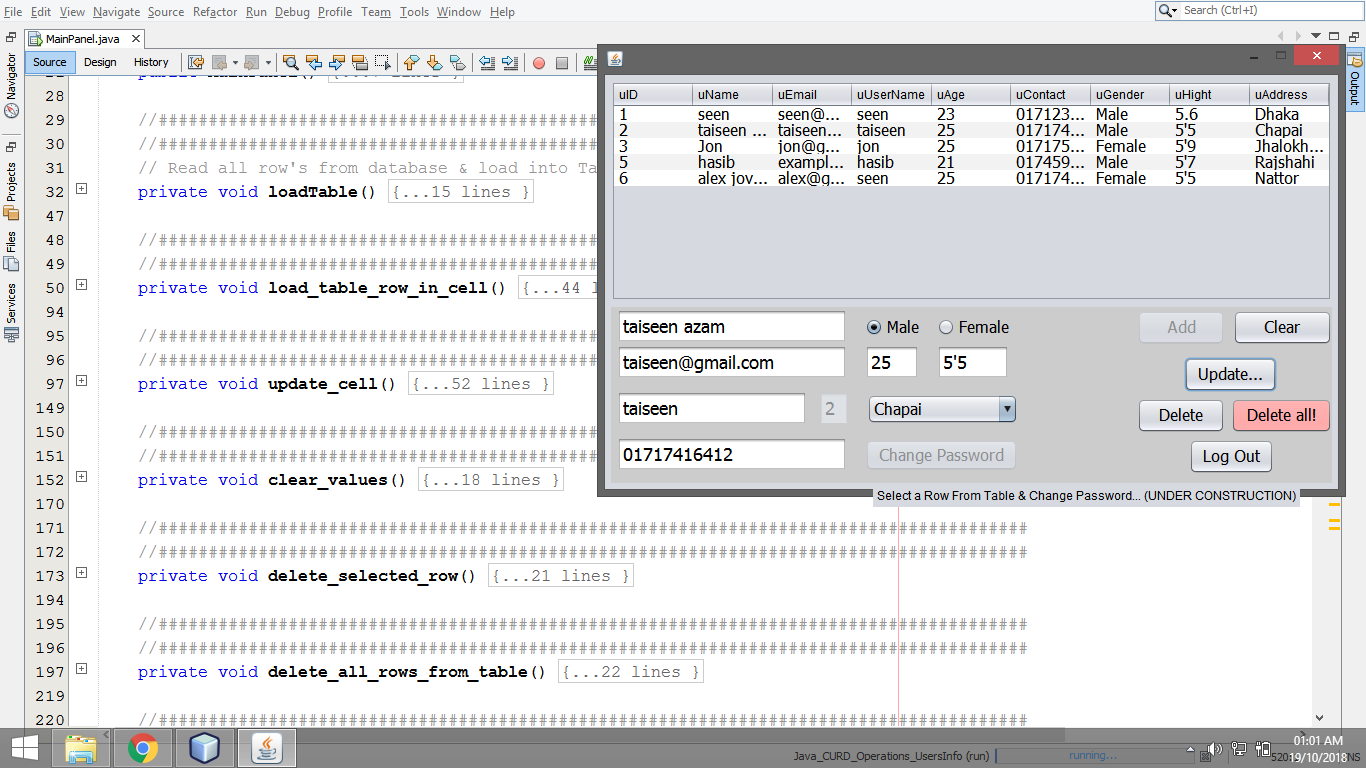 File Edit View Navigate Source Refactor Run Debug Profile Team Tools Window Help
Search (Ctrl+I)
MainPanel.java
Source Design History
Navigator
Projects
Files
Services
Output
28
29 //############################################
30 //############################################
31 // Read all row's from database & load into Ta
32 private void loadTable() {...15 lines }
47
48 //############################################
49 //############################################
50 private void load_table_row_in_cell() {...44 l
94
95 //############################################
96 //############################################
97 private void update_cell() {...52 lines }
149
150 //############################################
151 //############################################
152 private void clear_values() {...18 lines }
170
171 //#######################################################################################
172 //#######################################################################################
173 private void delete_selected_row() {...21 lines }
194
195 //#######################################################################################
196 //#######################################################################################
197 private void delete_all_rows_from_table() {...22 lines }
219
220 //#######################################################################################
uID uName uEmail uUserName uAge uContact uGender uHight uAddress
1 seen seen@... seen 23 017123... Male 5.6 Dhaka
2 taiseen ... taiseen... taiseen 25 017174... Male 5'5 Chapai
3 Jon jon@g... jon 25 017175... Female 5'9 Jhalokh...
5 hasib exampl... hasib 21 017459... Male 5'7 Rajshahi
6 alex jov... alex@g... seen 25 017174... Female 5'5 Nattor
taiseen azam Male Female Add Clear
taiseen@gmail.com 25 5'5 Update...
taiseen 2 Chapai Delete Delete all!
01717416412 Change Password Log Out
Select a Row From Table & Change Password... (UNDER CONSTRUCTION)
Java_CURD_Operations_UsersInfo (run) running...
01:01 AM
19/10/2018